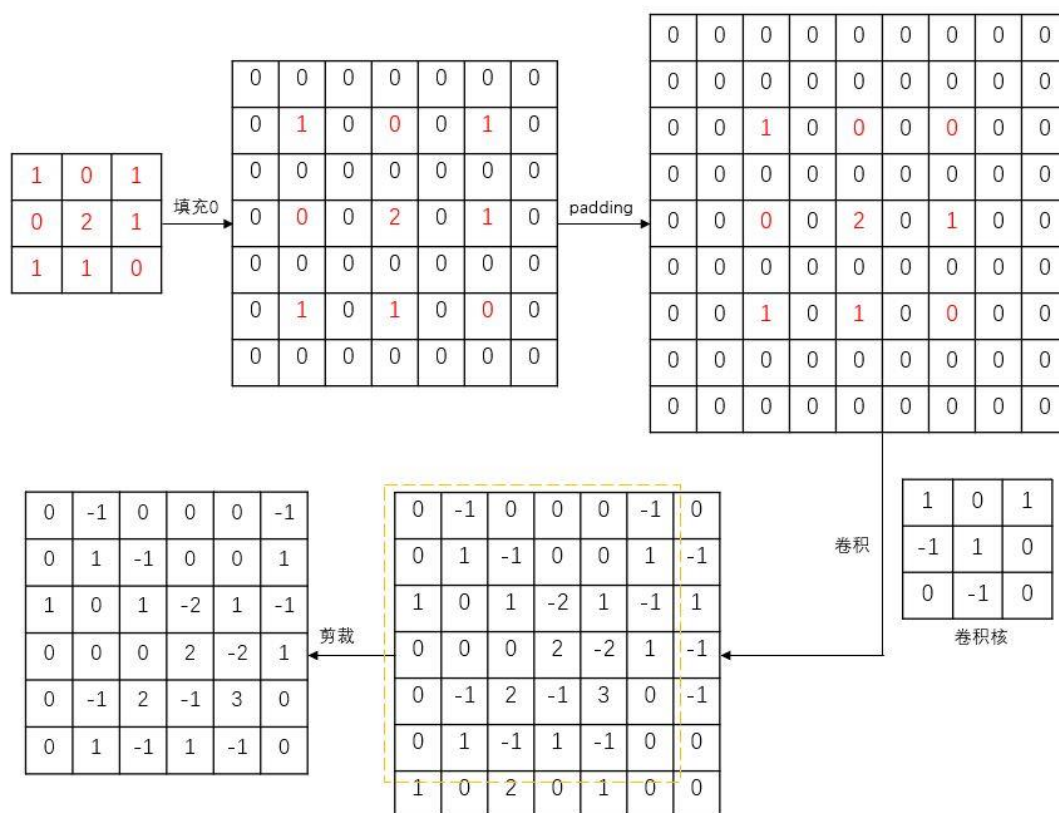 1 0 1
0 2 1
1 1 0
填充0
0 0 0 0 0 0 0
0 1 0 0 0 1 0
0 0 0 0 0 0 0
0 0 0 2 0 1 0
0 0 0 0 0 0 0
0 1 0 1 0 0 0
0 0 0 0 0 0 0
padding
0 0 0 0 0 0 0 0 0
0 0 0 0 0 0 0 0 0
0 0 1 0 0 0 0 0 0
0 0 0 0 0 0 0 0 0
0 0 0 0 2 0 1 0 0
0 0 0 0 0 0 0 0 0
0 0 1 0 1 0 0 0 0
0 0 0 0 0 0 0 0 0
0 0 0 0 0 0 0 0 0
卷积
1 0 1
-1 1 0
0 -1 0
卷积核
0 -1 0 0 0 -1 0
0 1 -1 0 0 1 -1
1 0 1 -2 1 -1 1
0 0 0 2 -2 1 -1
0 -1 2 -1 3 0 -1
0 1 -1 1 -1 0 0
1 0 2 0 1 0 0
剪裁
0 -1 0 0 0 -1
0 1 -1 0 0 1
1 0 1 -2 1 -1
0 0 0 2 -2 1
0 -1 2 -1 3 0
0 1 -1 1 -1 0